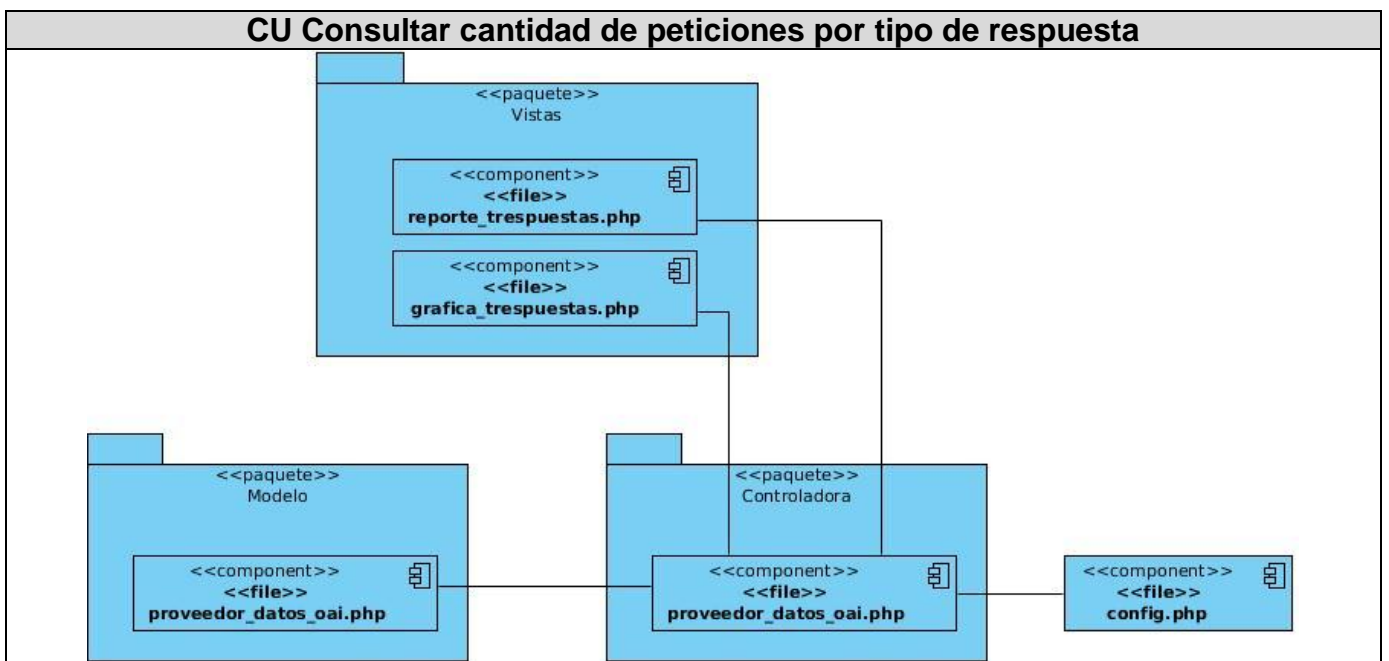 CU Consultar cantidad de peticiones por tipo de respuesta
<<paquete>>
Vistas
<<component>>
<<file>>
reporte_trespuestas.php
<<component>>
<<file>>
grafica_trespuestas.php
<<paquete>>
Modelo
<<component>>
<<file>>
proveedor_datos_oai.php
<<paquete>>
Controladora
<<component>>
<<file>>
proveedor_datos_oai.php
<<component>>
<<file>>
config.php